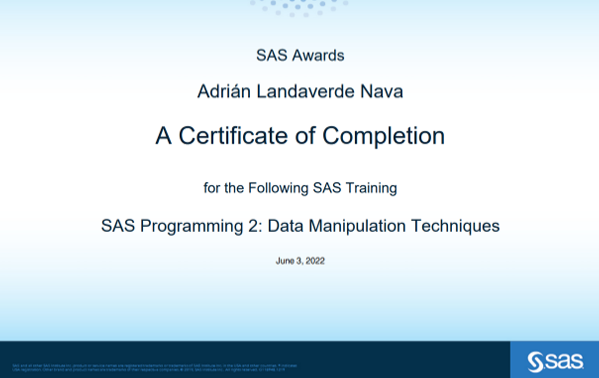 SAS Awards
Adrián Landaverde Nava
A Certificate of Completion
for the Following SAS Training
SAS Programming 2: Data Manipulation Techniques
June 3, 2022
sas